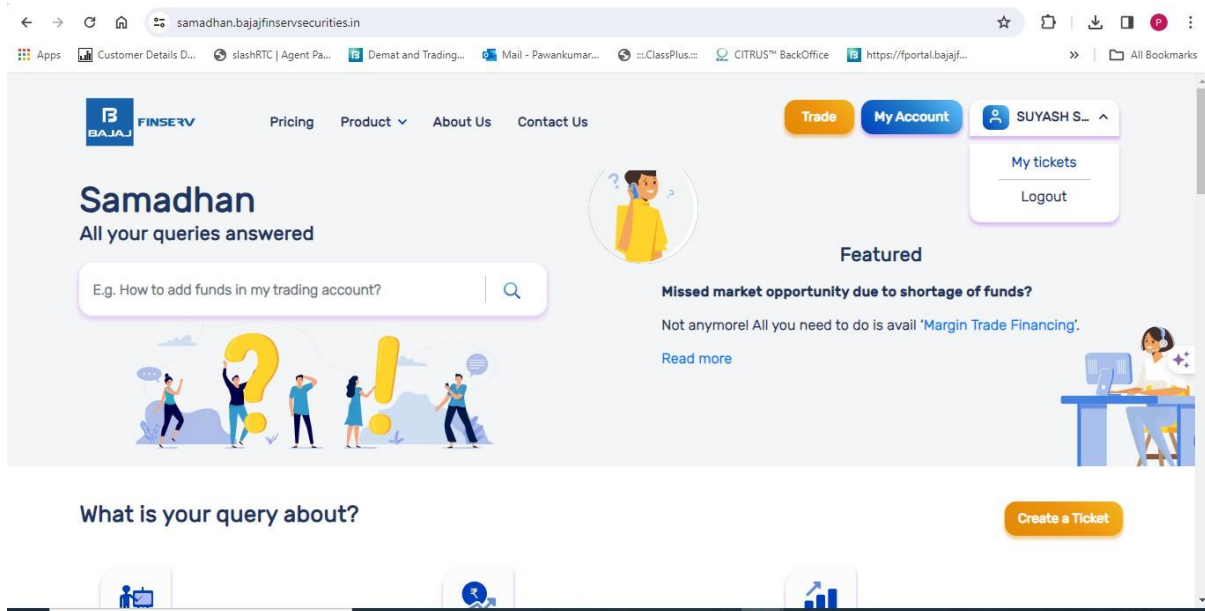 samadhan.bajajfinservsecurities.in
Apps Customer Details D... slashRTC | Agent Pa... Demat and Trading... Mail - Pawankumar... :::.ClassPlus.::: CITRUS™ BackOffice https://fportal.bajajf... » All Bookmarks
P
B BAJAJ FINSERV Pricing Product About Us Contact Us Trade My Account SUYASH S...
My tickets
Logout
Samadhan
All your queries answered
E.g. How to add funds in my trading account?
Featured
Missed market opportunity due to shortage of funds?
Not anymore! All you need to do is avail ‘Margin Trade Financing’.
Read more
What is your query about?
Create a Ticket